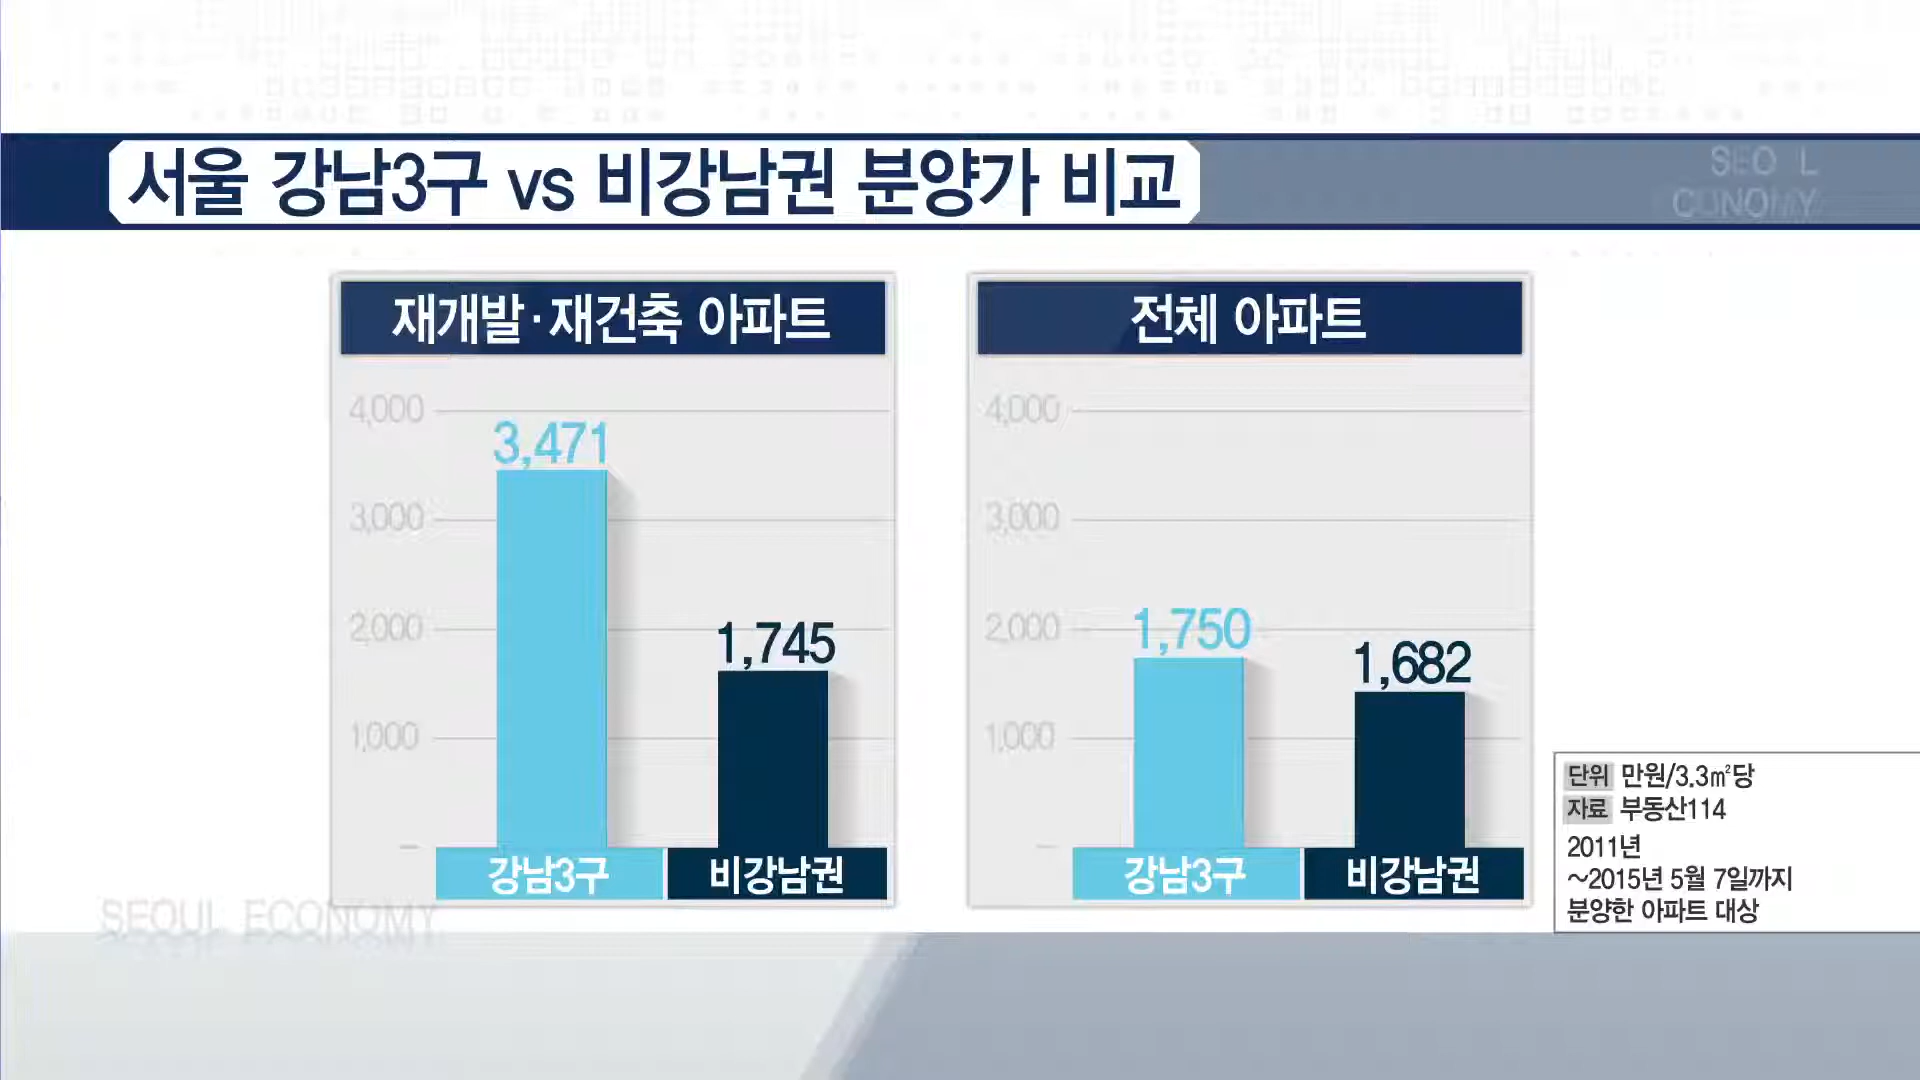 서울 강남3구 vs 비강남권 분양가 비교
SEO L
CONOMY
재개발·재건축 아파트
4,000
3,471
3,000
2,000
1,745
1,000
강남3구
비강남권
전체 아파트
4,000
3,000
2,000
1,750
1,682
1,000
강남3구
비강남권
단위 만원/3.3㎡당
자료 부동산114
2011년
~2015년 5월 7일까지
분양한 아파트 대상
SEOUL ECONOMY